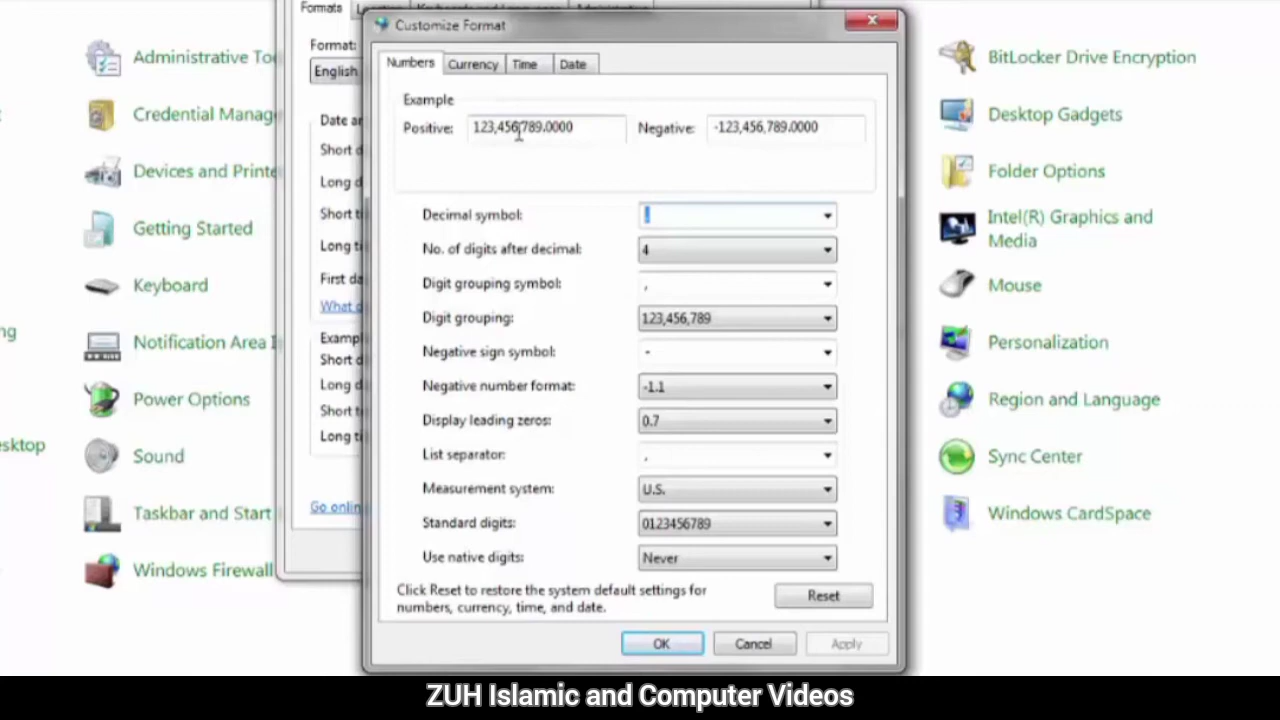 Formats
Customize Format
Administrative Too
Credential Manag
Devices and Printe
Getting Started
Keyboard
ng
Notification Area I
Power Options
esktop
Sound
Taskbar and Start
Windows Firewall
Format:
English
Date an
Short d
Long d
Short ti
Long ti
First da
What d
Exampl
Short d
Long d
Short ti
Long ti
Go onlin
Numbers Currency Time Date
Example
Positive: 123,456,789.0000 Negative: -123,456,789.0000
Decimal symbol: .
No. of digits after decimal: 4
Digit grouping symbol: ,
Digit grouping: 123,456,789
Negative sign symbol: -
Negative number format: -1.1
Display leading zeros: 0.7
List separator: ,
Measurement system: U.S.
Standard digits: 0123456789
Use native digits: Never
Click Reset to restore the system default settings for
numbers, currency, time, and date.
Reset
OK Cancel Apply
BitLocker Drive Encryption
Desktop Gadgets
Folder Options
Intel(R) Graphics and
Media
Mouse
Personalization
Region and Language
Sync Center
Windows CardSpace
ZUH Islamic and Computer Videos